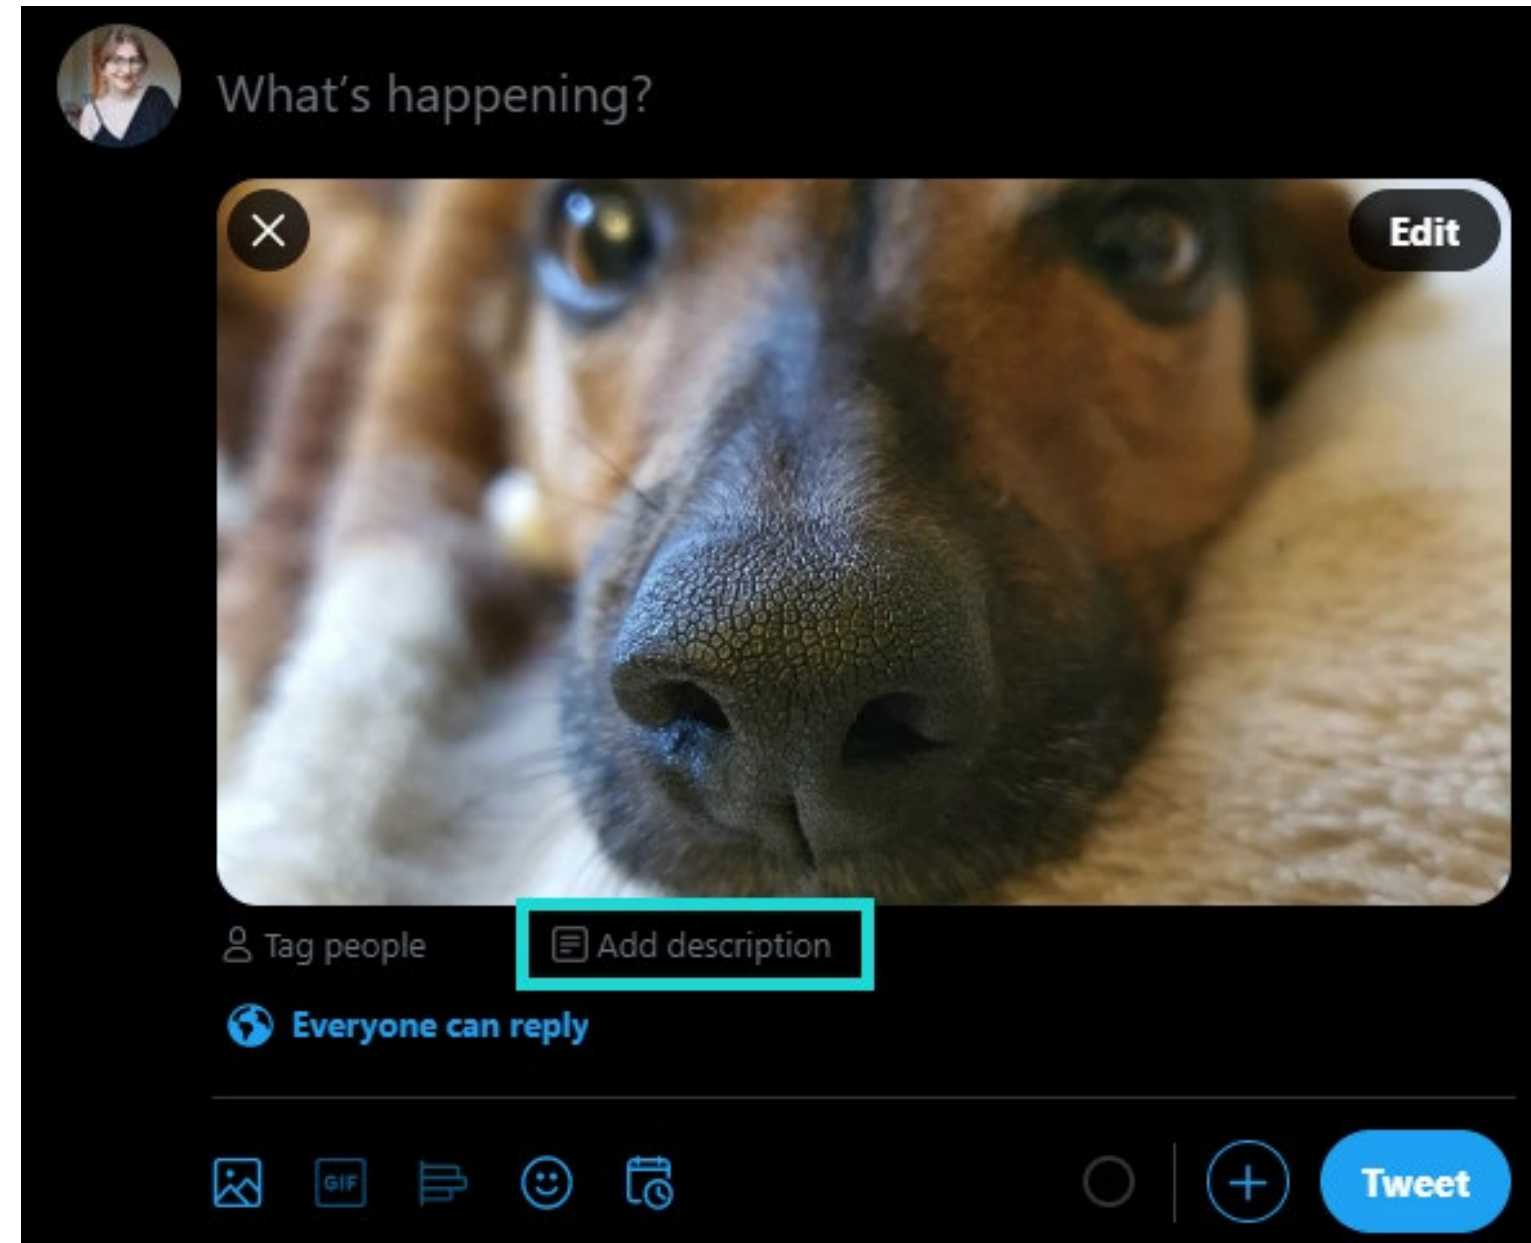 What's happening?
Edit
Tag people
Add description
Everyone can reply
GIF
Tweet